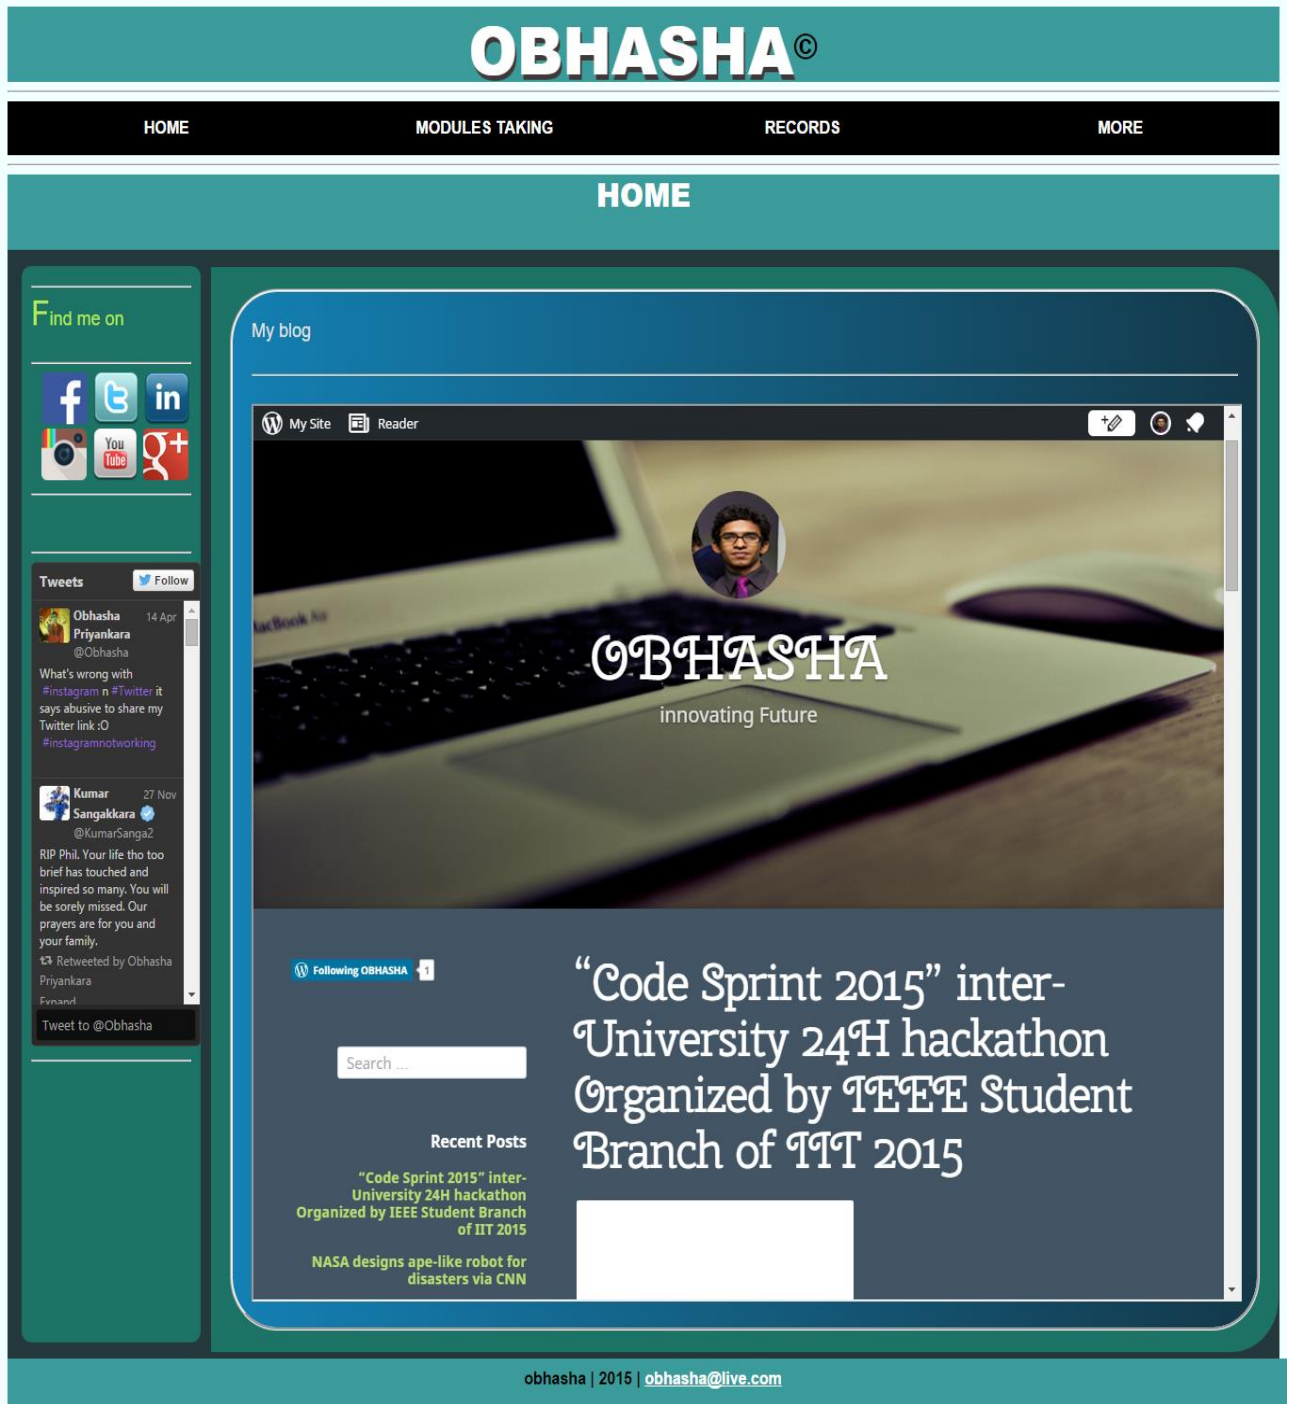 OBHASHA©
HOME MODULES TAKING RECORDS MORE
HOME
Find me on
f t in
You
Tube
g+
Tweets Follow
Obhasha 14 Apr
Priyankara
@Obhasha
What's wrong with
#instagram n #Twitter it
says abusive to share my
Twitter link :O
#instagramnotworking
Kumar 27 Nov
Sangakkara
@KumarSanga2
RIP Phil. Your life tho too
brief has touched and
inspired so many. You will
be sorely missed. Our
prayers are for you and
your family.
Retweeted by Obhasha
Priyankara
Expand
Tweet to @Obhasha
My blog
My Site Reader
MacBook Air
OBHASHA
innovating Future
Following OBHASHA 1
Search ...
Recent Posts
“Code Sprint 2015” inter-
University 24H hackathon
Organized by IEEE Student Branch
of IIT 2015
NASA designs ape-like robot for
disasters via CNN
“Code Sprint 2015” inter-
University 24H hackathon
Organized by IEEE Student
Branch of IIT 2015
obhasha | 2015 | obhasha@live.com